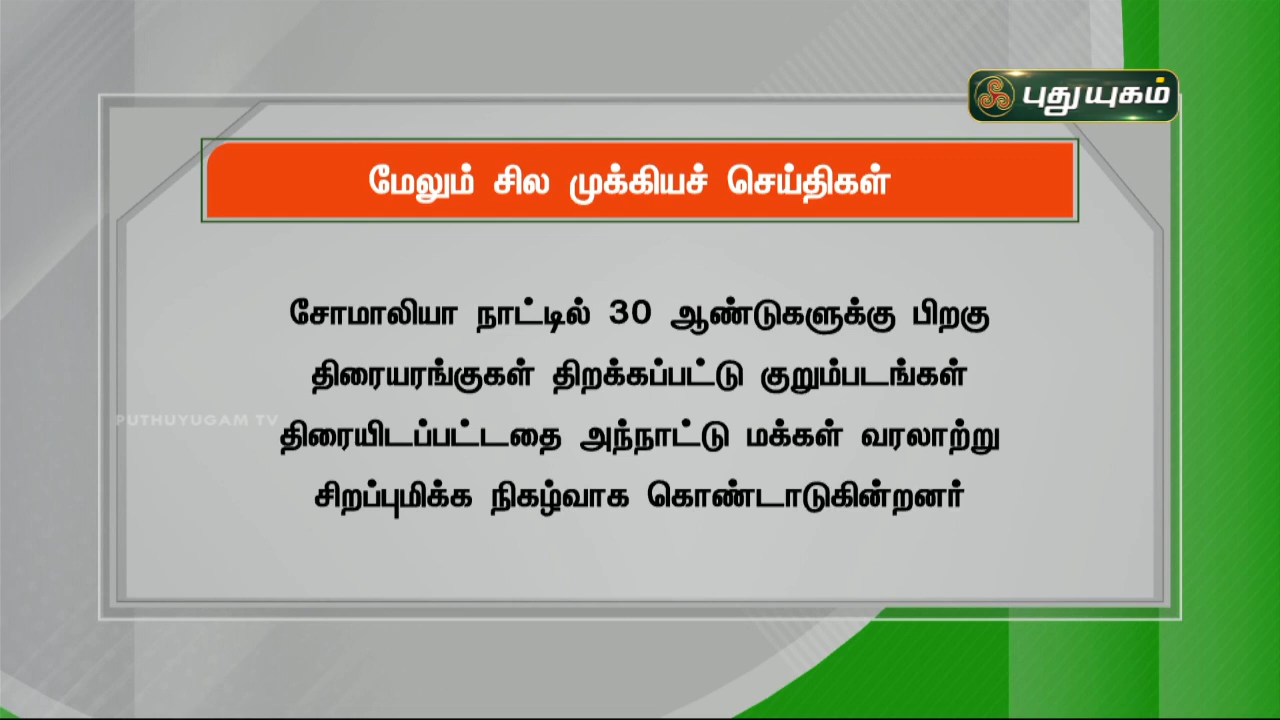 புதுயுகம்
மேலும் சில முக்கியச் செய்திகள்
சோமாலியா நாட்டில் 30 ஆண்டுகளுக்கு பிறகு
திரையரங்குகள் திறக்கப்பட்டு குறும்படங்கள்
PUTHUYUGAM TV
திரையிடப்பட்டதை அந்நாட்டு மக்கள் வரலாற்று
சிறப்புமிக்க நிகழ்வாக கொண்டாடுகின்றனர்